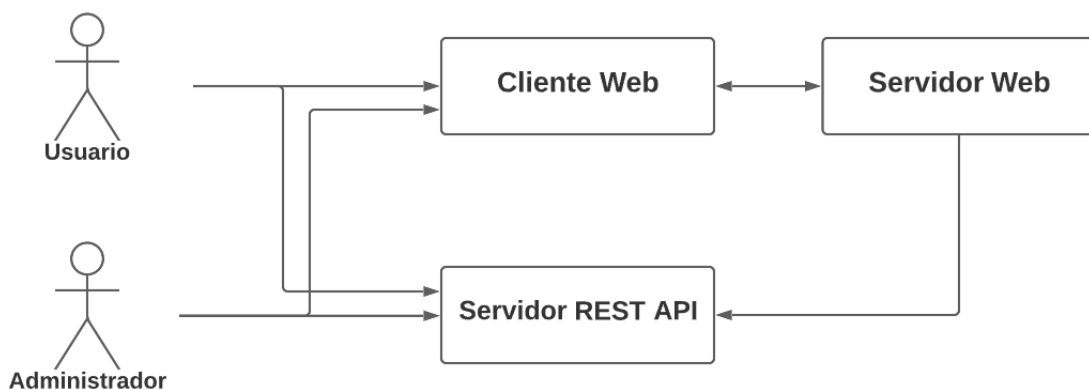 Cliente Web
Servidor Web
Usuario
Servidor REST API
Administrador